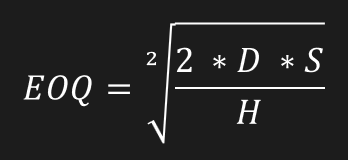 EOQ = ²√(2 * D * S / H)